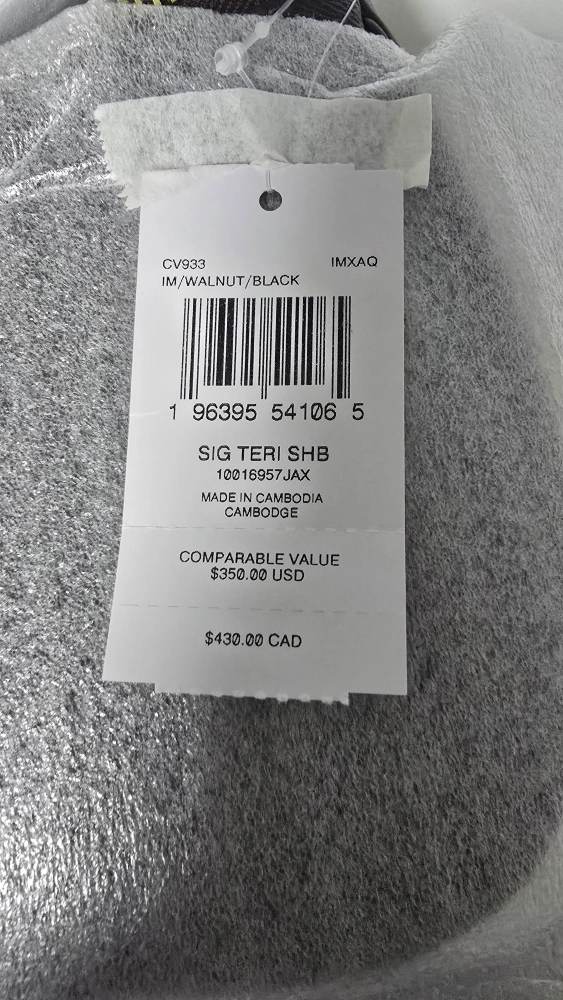 CV933 IMXAQ
IM/WALNUT/BLACK
1 96395 54106 5
SIG TERI SHB
10016957JAX
MADE IN CAMBODIA
CAMBODGE
COMPARABLE VALUE
$350.00 USD
$430.00 CAD